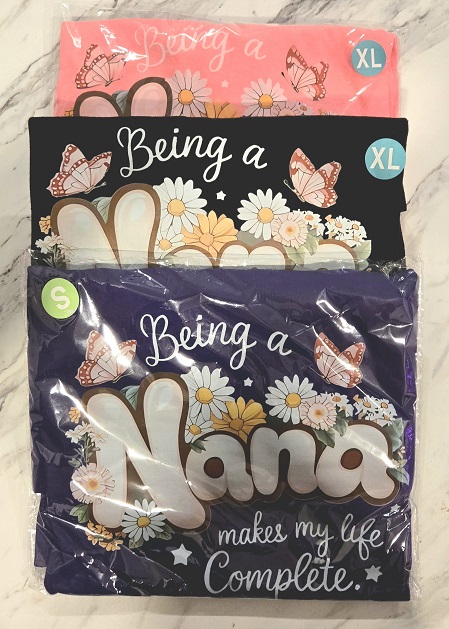 Being a
XL
Being a
XL
S
Being a
Nana
makes my life
Complete.